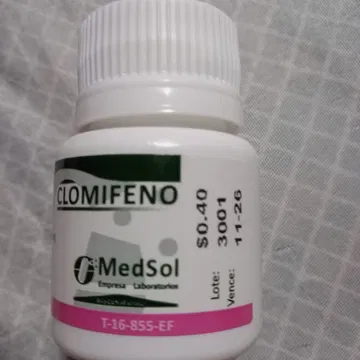 CLOMIFENO
MedSol
Empresa Laboratorios
T-16-855-EF
$0.40
Lote: 3001
Vence: 11-26